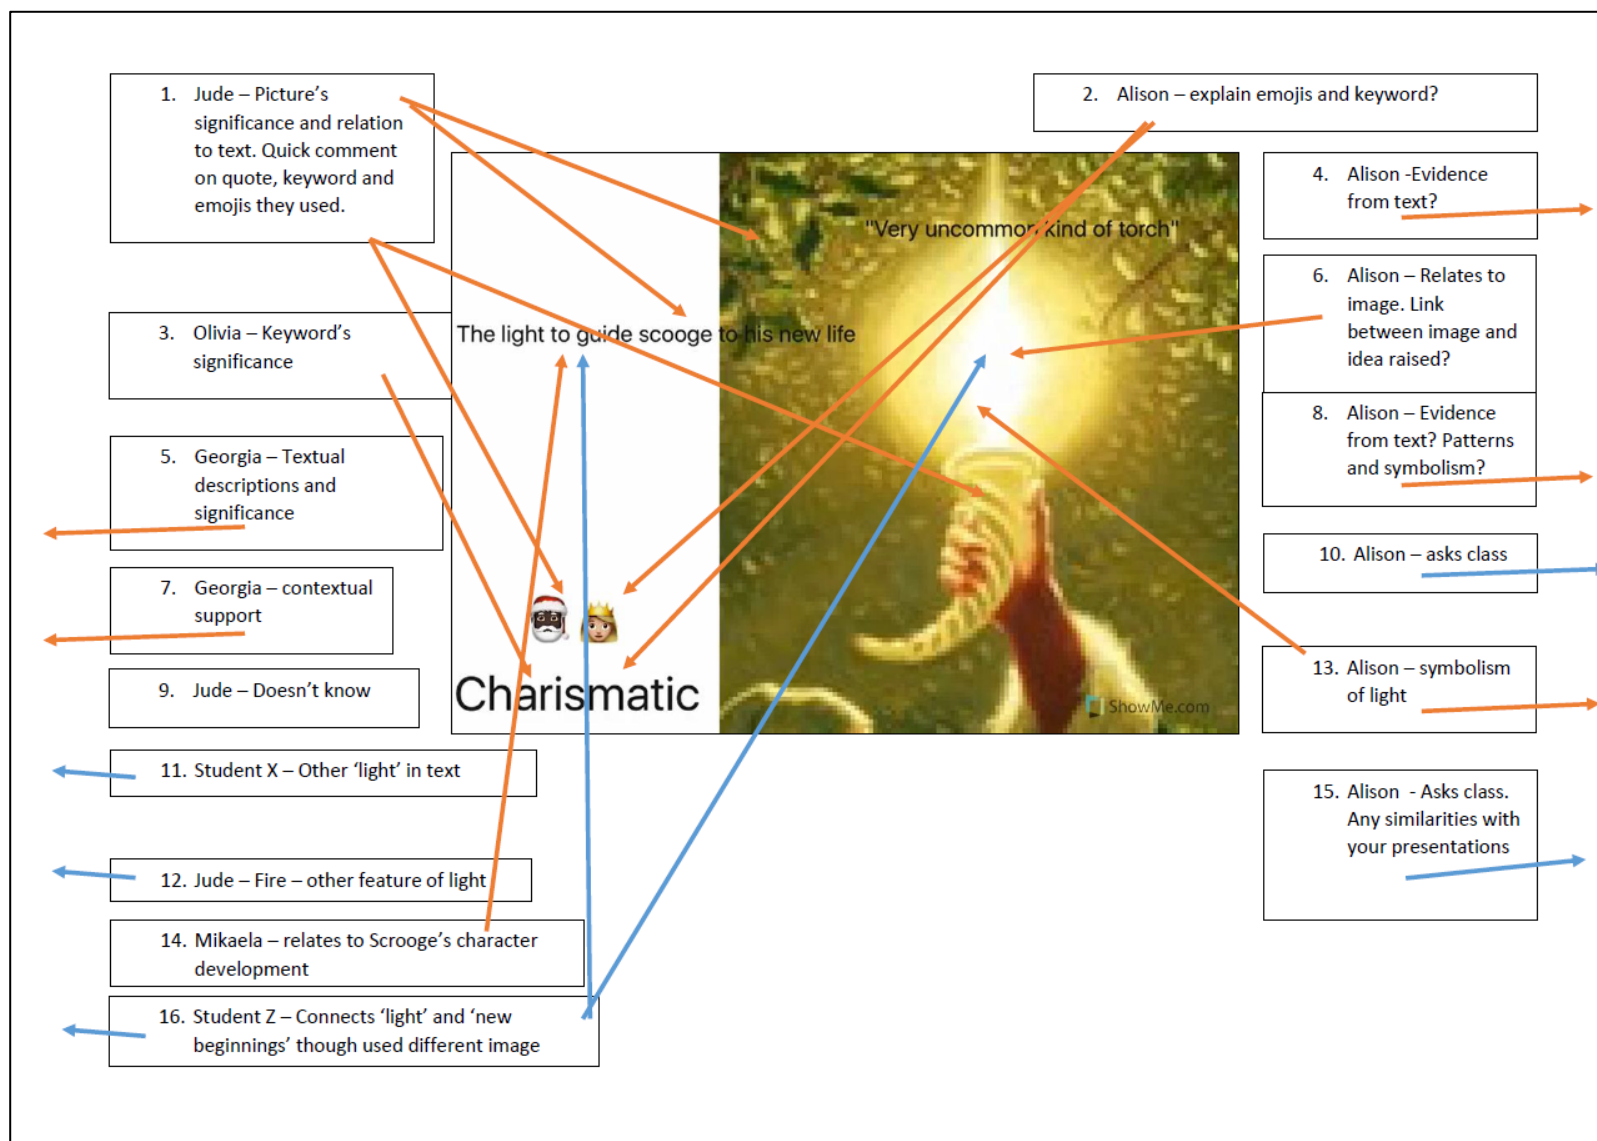 1. Jude – Picture's
significance and relation
to text. Quick comment
on quote, keyword and
emojis they used.
2. Alison – explain emojis and keyword?
3. Olivia – Keyword's
significance
4. Alison -Evidence
from text?
5. Georgia – Textual
descriptions and
significance
6. Alison – Relates to
image. Link
between image and
idea raised?
7. Georgia – contextual
support
8. Alison – Evidence
from text? Patterns
and symbolism?
9. Jude – Doesn't know
10. Alison – asks class
11. Student X – Other 'light' in text
12. Jude – Fire – other feature of light
13. Alison – symbolism
of light
14. Mikaela – relates to Scrooge's character
development
15. Alison - Asks class.
Any similarities with
your presentations
16. Student Z – Connects 'light' and 'new
beginnings' though used different image
"Very uncommon kind of torch"
The light to guide scooge to his new life
Charismatic
ShowMe.com